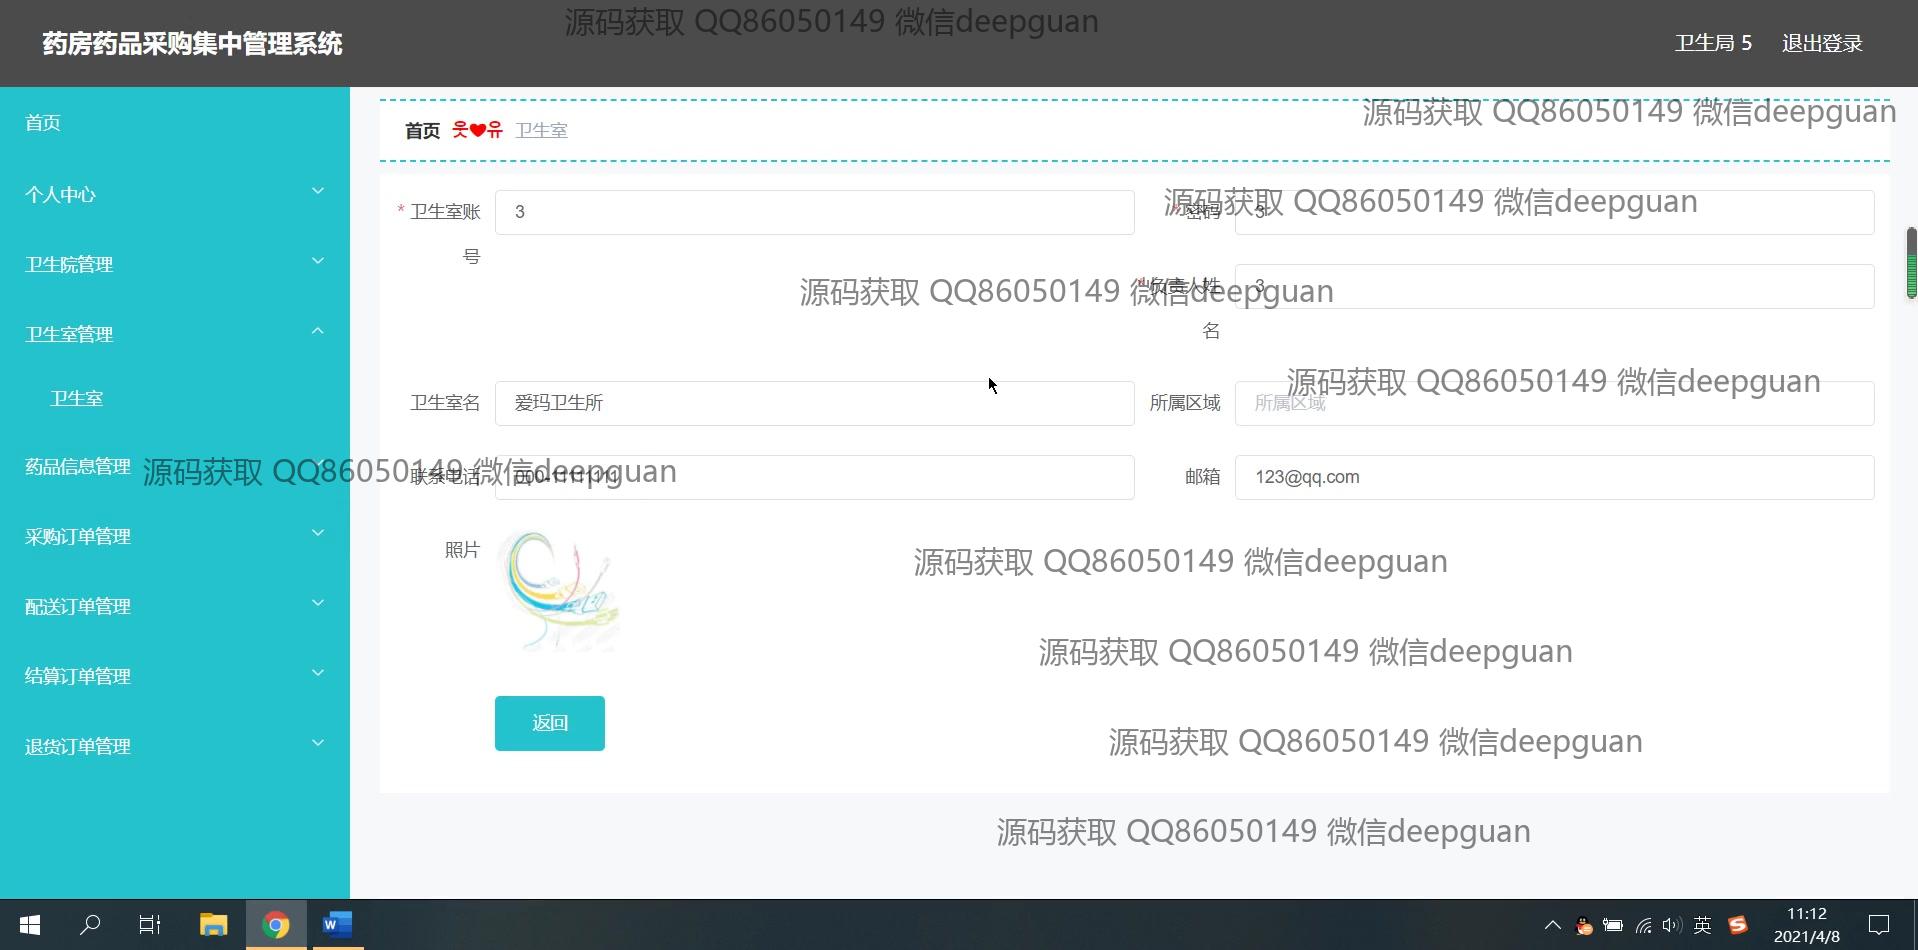 源码获取 QQ86050149 微信deepguan
药房药品采购集中管理系统
卫生局 5 退出登录
首页
个人中心
卫生院管理
卫生室管理
卫生室
药品信息管理
采购订单管理
配送订单管理
结算订单管理
退货订单管理
首页 웃❤유 卫生室
源码获取 QQ86050149 微信deepguan
* 卫生室账号 3
* 密码 3
源码获取 QQ86050149 微信deepguan
* 负责人姓名 3
源码获取 QQ86050149 微信deepguan
卫生室名 爱玛卫生所
所属区域 所属区域
源码获取 QQ86050149 微信deepguan
联系电话
邮箱 123@qq.com
源码获取 QQ86050149 微信deepguan
照片
源码获取 QQ86050149 微信deepguan
源码获取 QQ86050149 微信deepguan
返回
源码获取 QQ86050149 微信deepguan
源码获取 QQ86050149 微信deepguan
英
11:12
2021/4/8